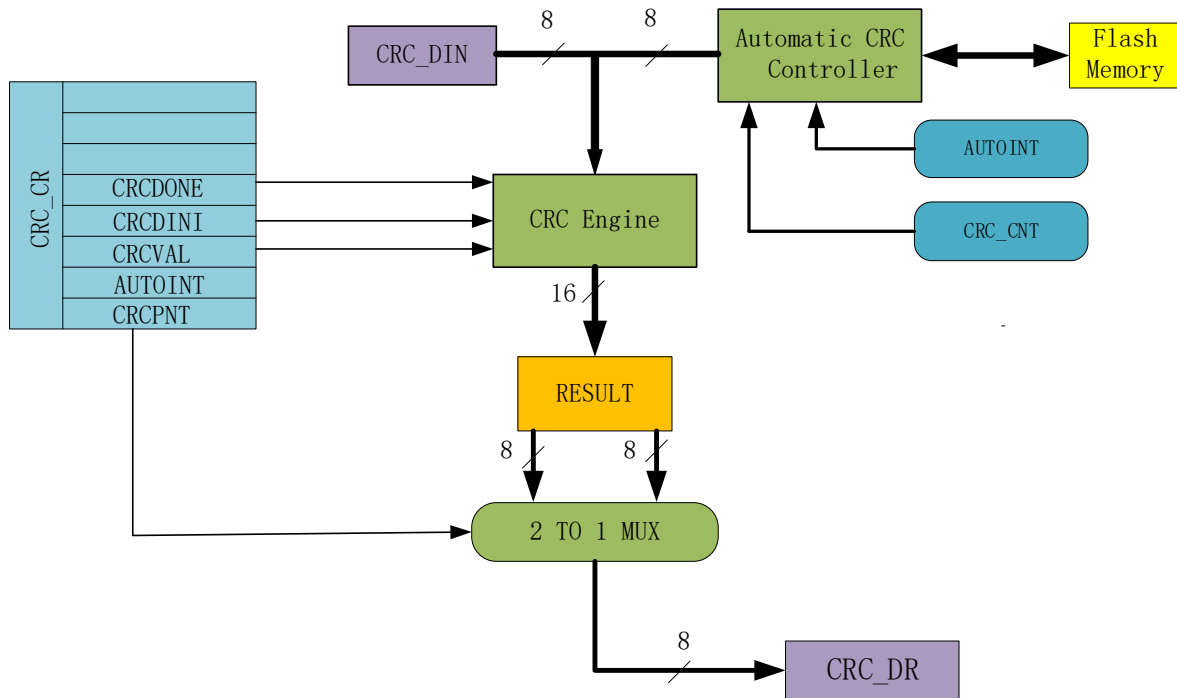 8
8
CRC_DIN
Automatic CRC
Controller
Flash
Memory
AUTOINT
CRC_CNT
CRC_CR
CRCDONE
CRCDINI
CRCVAL
AUTOINT
CRCPNT
CRC Engine
16
RESULT
8
8
2 TO 1 MUX
8
CRC_DR